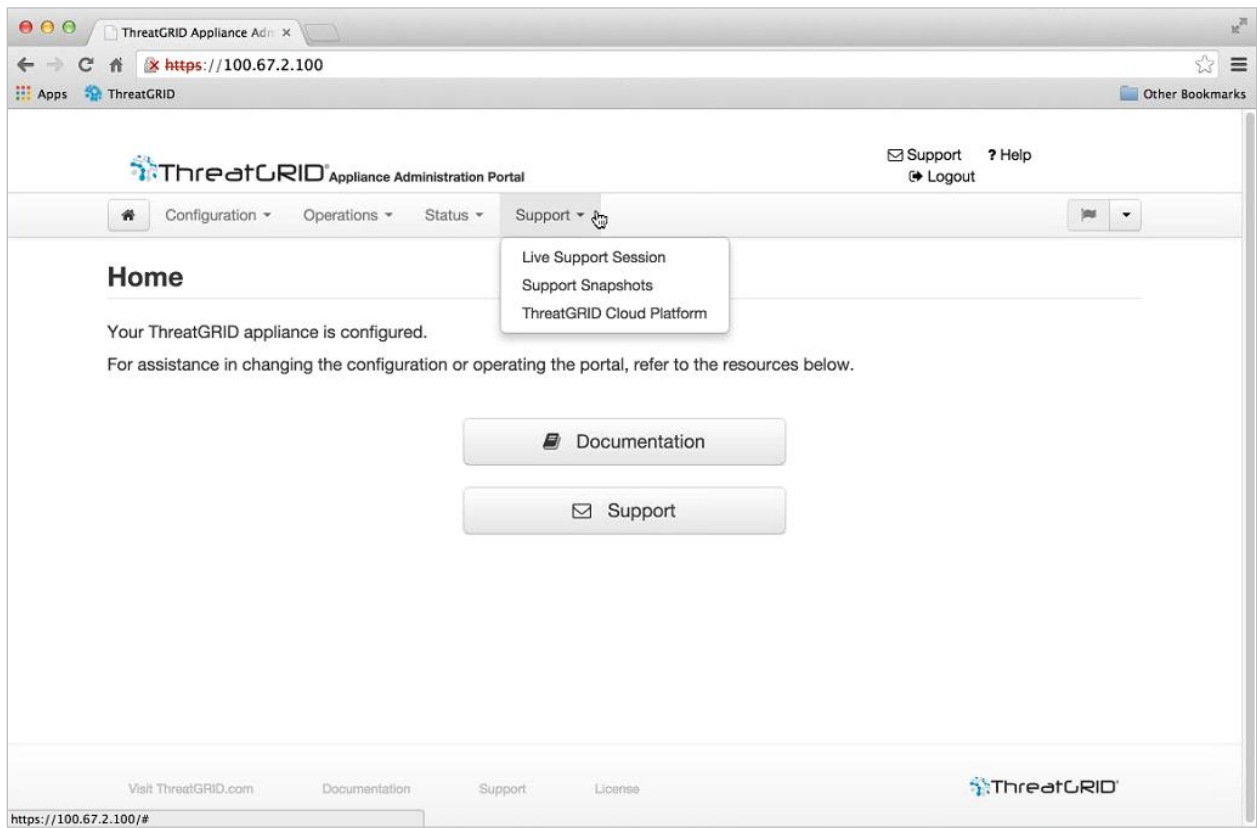 ThreatGRID Appliance Adn
https://100.67.2.100
Apps ThreatGRID Other Bookmarks
ThreatGRID® Appliance Administration Portal
Support ? Help
Logout
Configuration Operations Status Support
Live Support Session
Support Snapshots
ThreatGRID Cloud Platform
Home
Your ThreatGRID appliance is configured.
For assistance in changing the configuration or operating the portal, refer to the resources below.
Documentation
Support
Visit ThreatGRID.com Documentation Support License ThreatGRID®
https://100.67.2.100/#